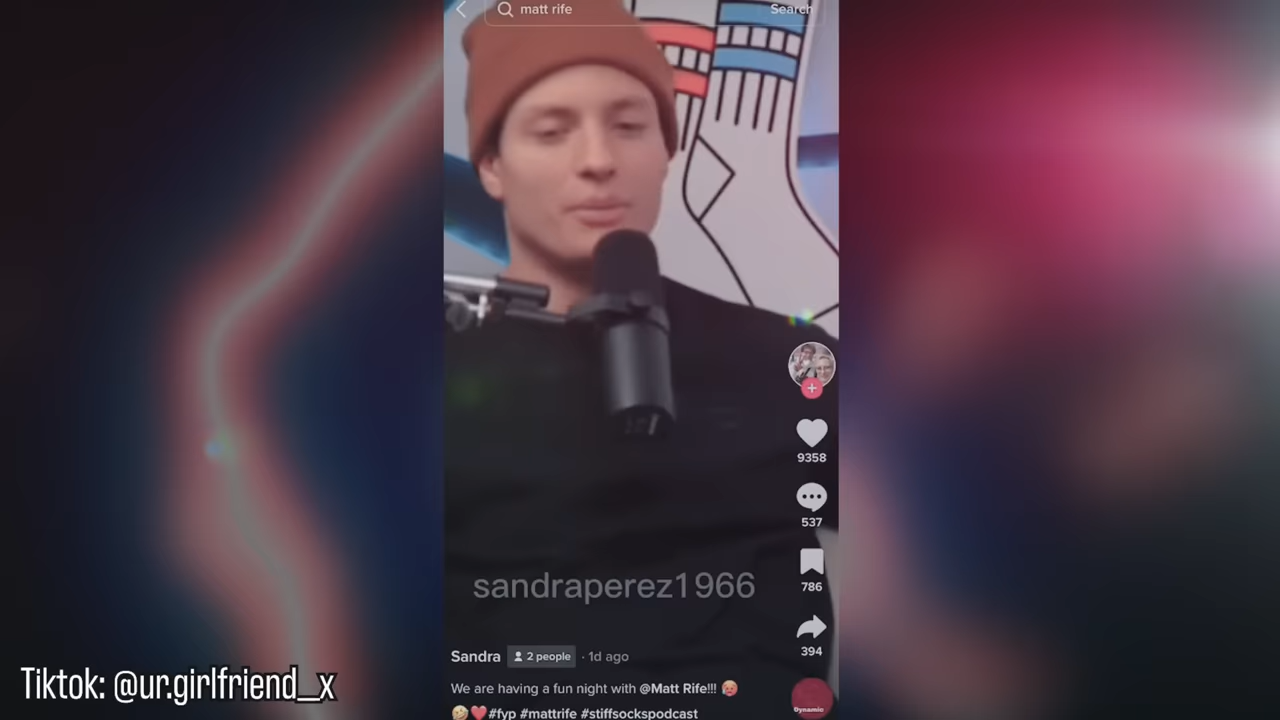 matt rife
Search
9358
537
786
394
sandraperez1966
Sandra 2 people · 1d ago
We are having a fun night with @Matt Rife!!! 🥵
🤣❤️#fyp #mattrife #stiffsockspodcast
Dynamic
Tiktok: @ur.girlfriend_x